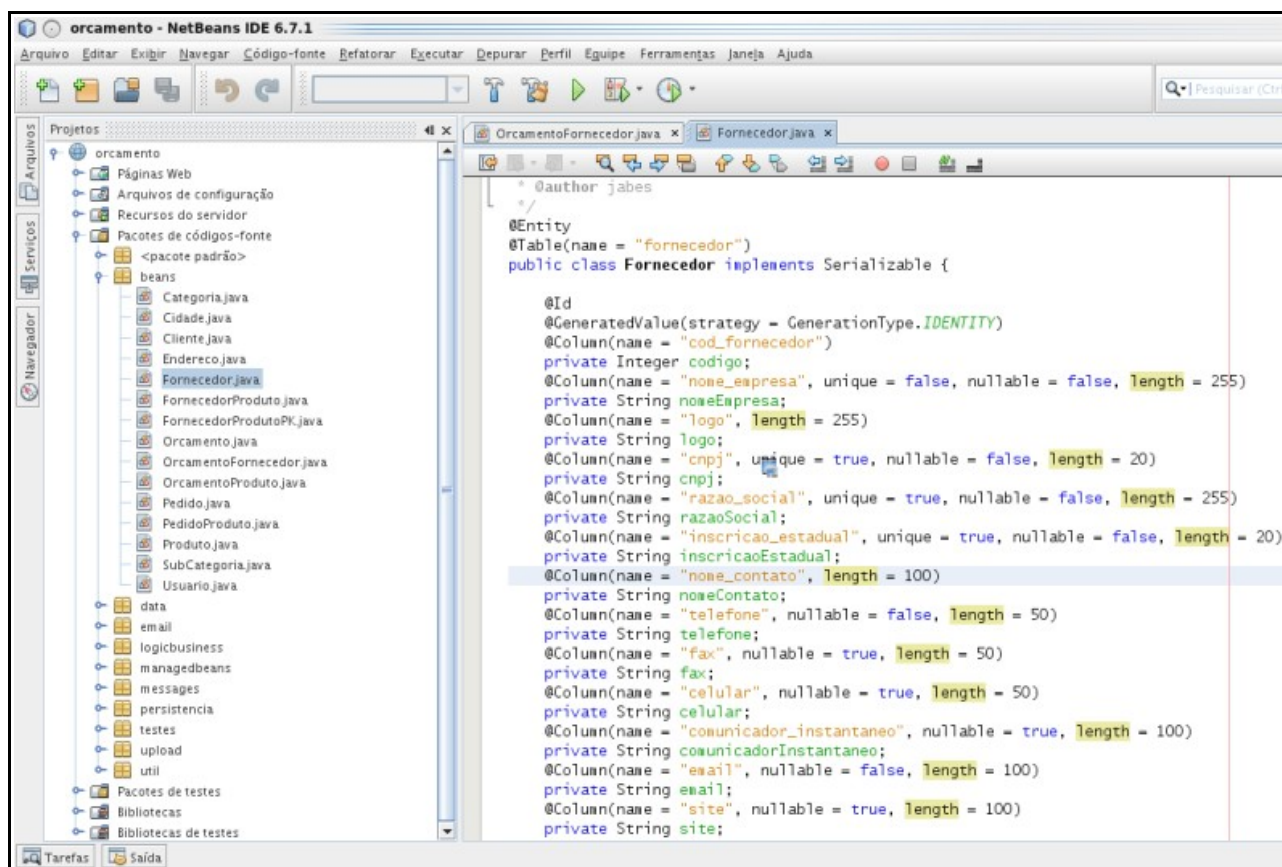 orcamento - NetBeans IDE 6.7.1
Arquivo Editar Exibir Navegar Código-fonte Refatorar Executar Depurar Perfil Equipe Ferramentas Janela Ajuda
Pesquisar (Ctr
Arquivos
Serviços
Navegador
Projetos
orcamento
Páginas Web
Arquivos de configuração
Recursos do servidor
Pacotes de códigos-fonte
<pacote padrão>
beans
Categoria.java
Cidade.java
Cliente.java
Endereco.java
Fornecedor.java
FornecedorProduto.java
FornecedorProdutoPK.java
Orcamento.java
OrcamentoFornecedor.java
OrcamentoProduto.java
Pedido.java
PedidoProduto.java
Produto.java
SubCategoria.java
Usuario.java
data
email
logicbusiness
managedbeans
messages
persistencia
testes
upload
util
Pacotes de testes
Bibliotecas
Bibliotecas de testes
OrcamentoFornecedor.java Fornecedor.java
* @author jabes
*/
@Entity
@Table(name = "fornecedor")
public class Fornecedor implements Serializable {
@Id
@GeneratedValue(strategy = GenerationType.IDENTITY)
@Column(name = "cod_fornecedor")
private Integer codigo;
@Column(name = "nome_empresa", unique = false, nullable = false, length = 255)
private String nomeEmpresa;
@Column(name = "logo", length = 255)
private String logo;
@Column(name = "cnpj", unique = true, nullable = false, length = 20)
private String cnpj;
@Column(name = "razao_social", unique = true, nullable = false, length = 255)
private String razaoSocial;
@Column(name = "inscricao_estadual", unique = true, nullable = false, length = 20)
private String inscricaoEstadual;
@Column(name = "nome_contato", length = 100)
private String nomeContato;
@Column(name = "telefone", nullable = false, length = 50)
private String telefone;
@Column(name = "fax", nullable = true, length = 50)
private String fax;
@Column(name = "celular", nullable = true, length = 50)
private String celular;
@Column(name = "comunicador_instantaneo", nullable = true, length = 100)
private String comunicadorInstantaneo;
@Column(name = "email", nullable = false, length = 100)
private String email;
@Column(name = "site", nullable = true, length = 100)
private String site;
Tarefas Saída